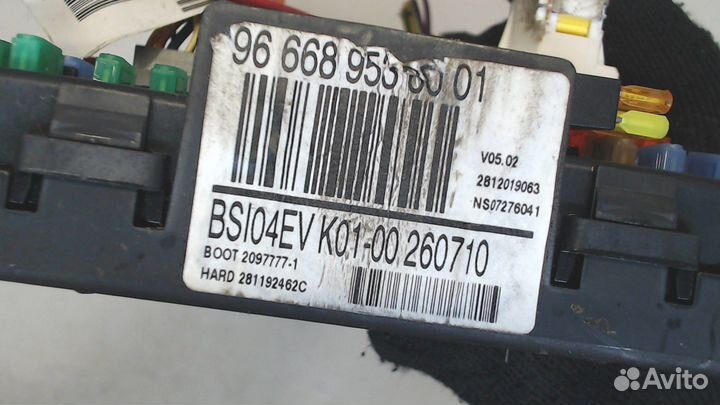 96 668 953 80 01
V05.02
2812019063
NS07276041
BSI04EV K01-00 260710
BOOT 2097777-1
HARD 281192462C
Avito